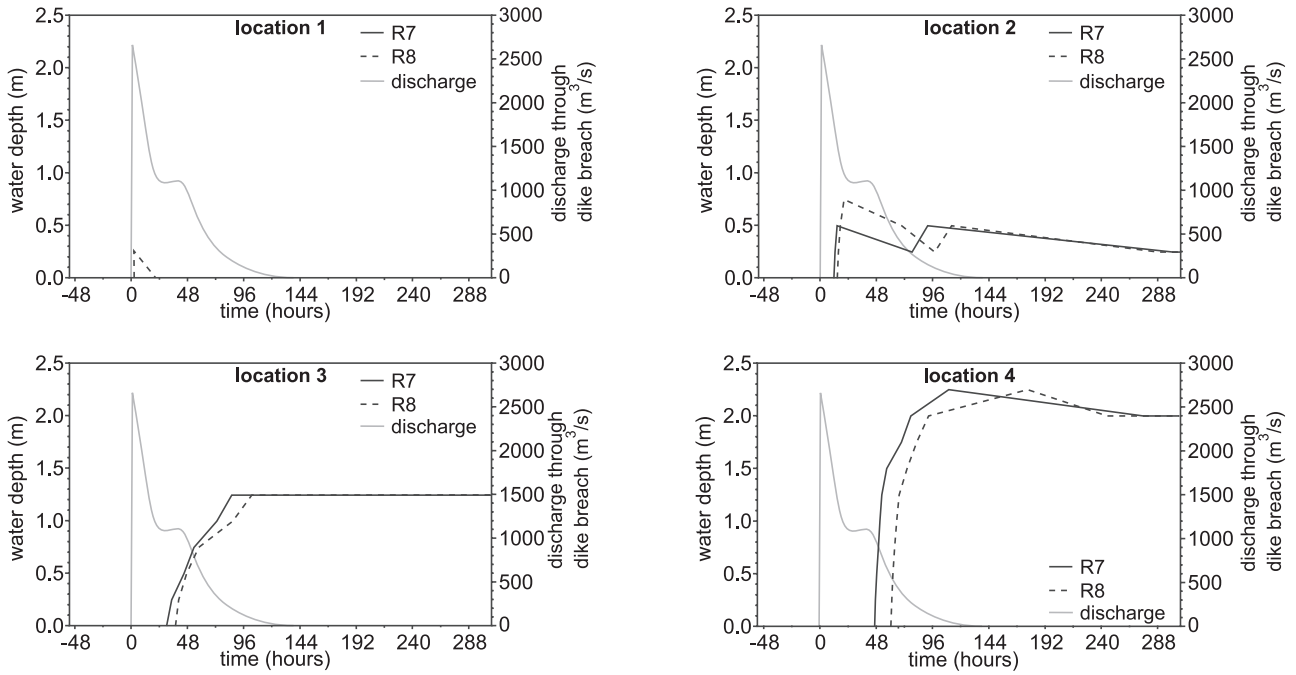 location 1
R7
R8
discharge
water depth (m)
2.5
2.0
1.5
1.0
0.5
0.0
3000
2500
2000
1500
1000
500
0
discharge through
dike breach (m³/s)
-48 0 48 96 144 192 240 288
time (hours)
location 2
R7
R8
discharge
water depth (m)
2.5
2.0
1.5
1.0
0.5
0.0
3000
2500
2000
1500
1000
500
0
discharge through
dike breach (m³/s)
-48 0 48 96 144 192 240 288
time (hours)
location 3
R7
R8
discharge
water depth (m)
2.5
2.0
1.5
1.0
0.5
0.0
3000
2500
2000
1500
1000
500
0
discharge through
dike breach (m³/s)
-48 0 48 96 144 192 240 288
time (hours)
location 4
R7
R8
discharge
water depth (m)
2.5
2.0
1.5
1.0
0.5
0.0
3000
2500
2000
1500
1000
500
0
discharge through
dike breach (m³/s)
-48 0 48 96 144 192 240 288
time (hours)